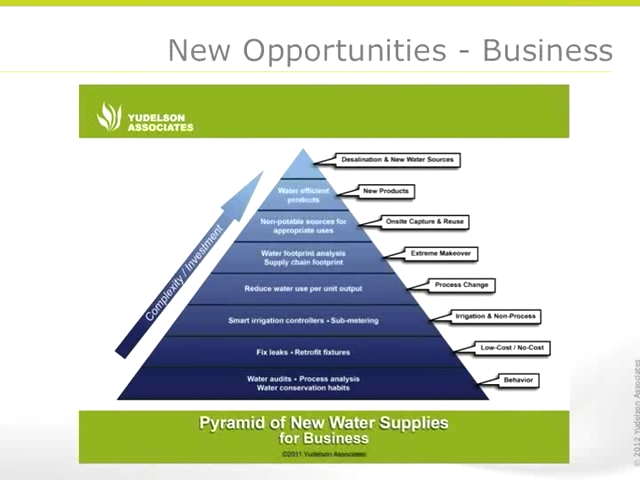 New Opportunities - Business
YUDELSON
ASSOCIATES
Desalination & New Water Sources
Water efficient
products
New Products
Non-potable sources for
appropriate uses
Onsite Capture & Reuse
Water footprint analysis
Supply chain footprint
Extreme Makeover
Reduce water use per unit output
Process Change
Smart irrigation controllers • Sub-metering
Irrigation & Non-Process
Fix leaks • Retrofit fixtures
Low-Cost / No-Cost
Water audits • Process analysis
Water conservation habits
Behavior
Complexity / Investment
Pyramid of New Water Supplies
for Business
©2011 Yudelson Associates
© 2012 Yudelson Associates